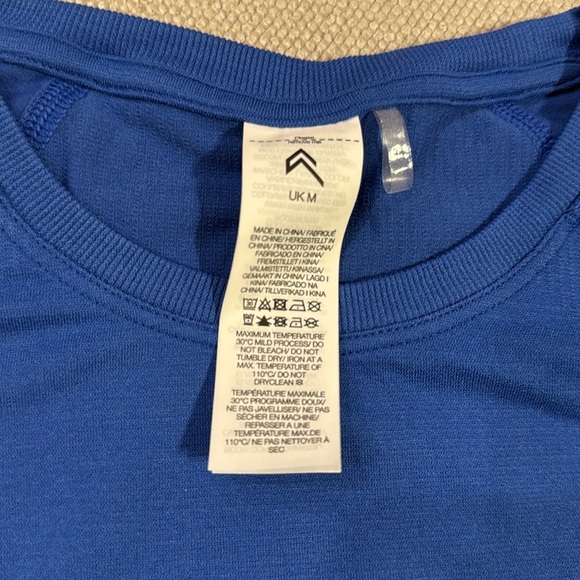 PLEASE
REMOVE ME
UK M
MADE IN CHINA/ FABRIQUÉ
EN CHINE/ HERGESTELLT IN
CHINA/ PRODOTTO IN CINA/
FABRICADO EN CHINA/
FREMSTILLET I KINA/
VALMISTETTU KIINASSA/
GEMAAKT IN CHINA/ LAGD I
KINA/ FABRICADO NA
CHINA/ TILLVERKAD I KINA
MAXIMUM TEMPERATURE
30°C MILD PROCESS/ DO
NOT BLEACH/ DO NOT
TUMBLE DRY/ IRON AT A
MAX. TEMPERATURE OF
110°C/ DO NOT
DRYCLEAN
TEMPÉRATURE MAXIMALE
30°C PROGRAMME DOUX/
NE PAS JAVELLISER/ NE PAS
SÉCHER EN MACHINE/
REPASSER A UNE
TEMPÉRATURE MAX.DE
110°C/ NE PAS NETTOYER À
SEC